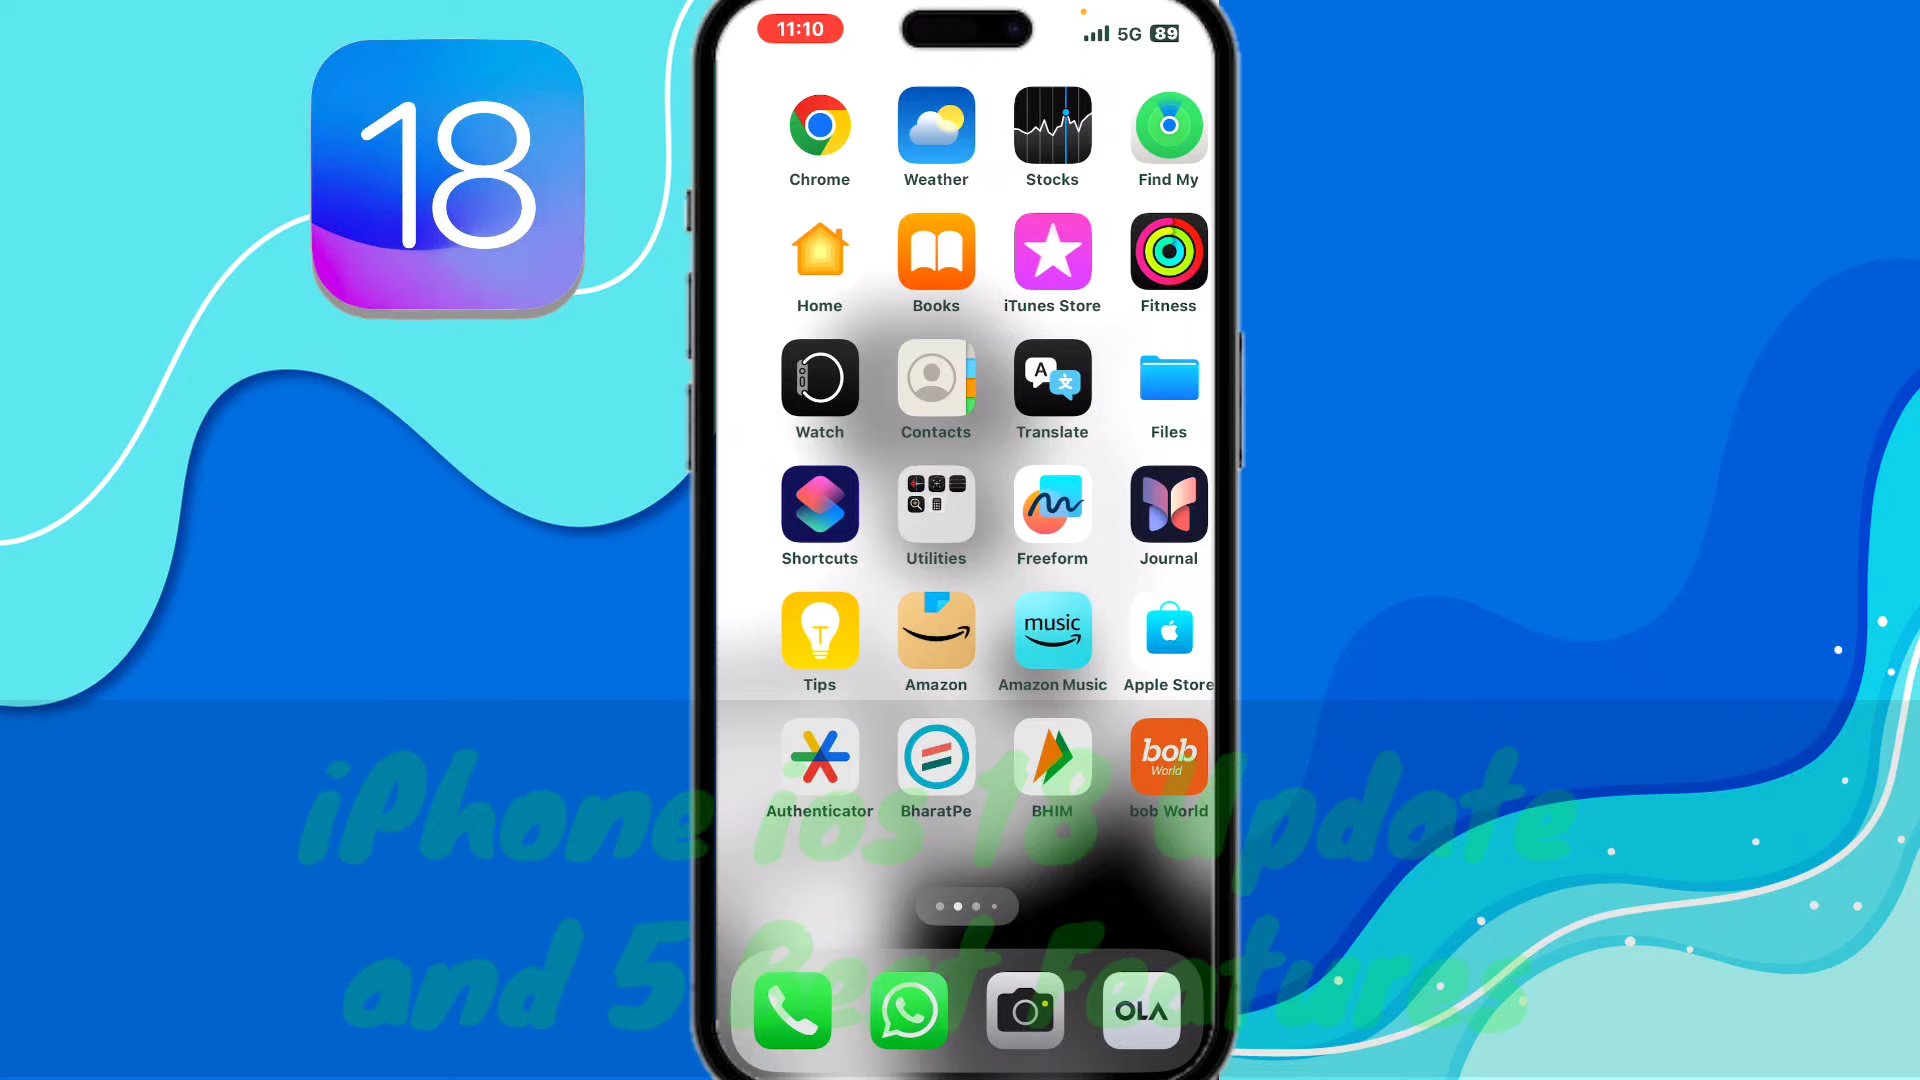 18
11:10 5G 89
Chrome Weather Stocks Find My
Home Books iTunes Store Fitness
A 文
Watch Contacts Translate Files
Shortcuts Utilities Freeform Journal
T music
Tips Amazon Amazon Music Apple Store
bob
World
Authenticator BharatPe BHIM bob World
iPhone ios 18 Update
and 5 Best Features
OLA